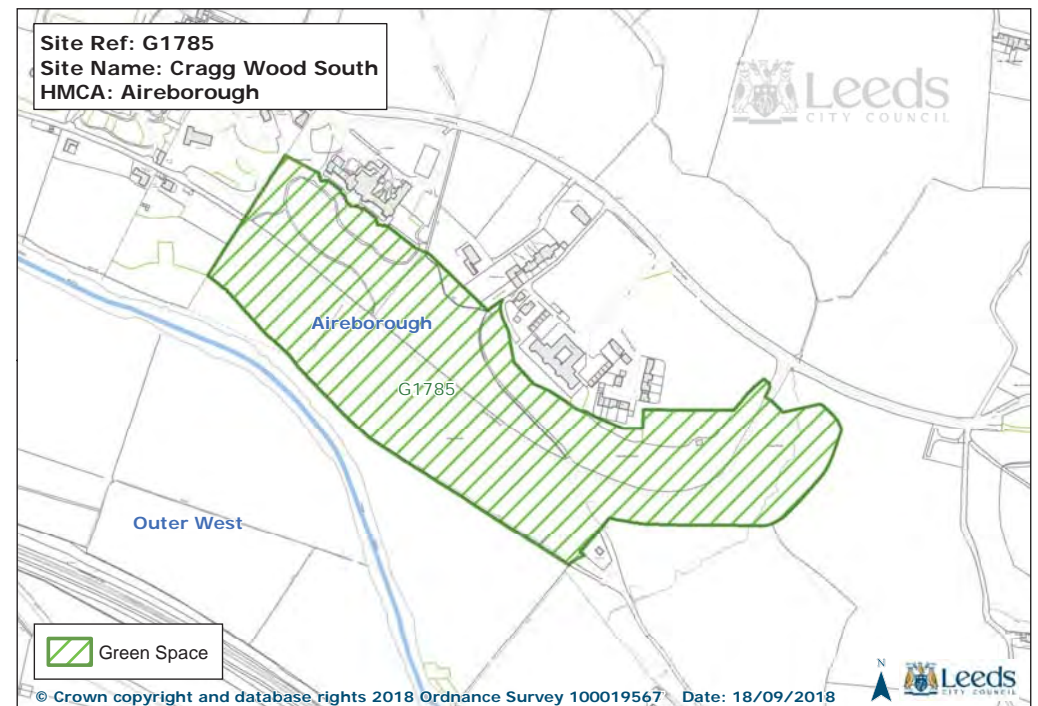 Site Ref: G1785
Site Name: Cragg Wood South
HMCA: Aireborough
Leeds
CITY COUNCIL
Aireborough
G1785
Outer West
Green Space
© Crown copyright and database rights 2018 Ordnance Survey 100019567 Date: 18/09/2018
N
Leeds
CITY COUNCIL